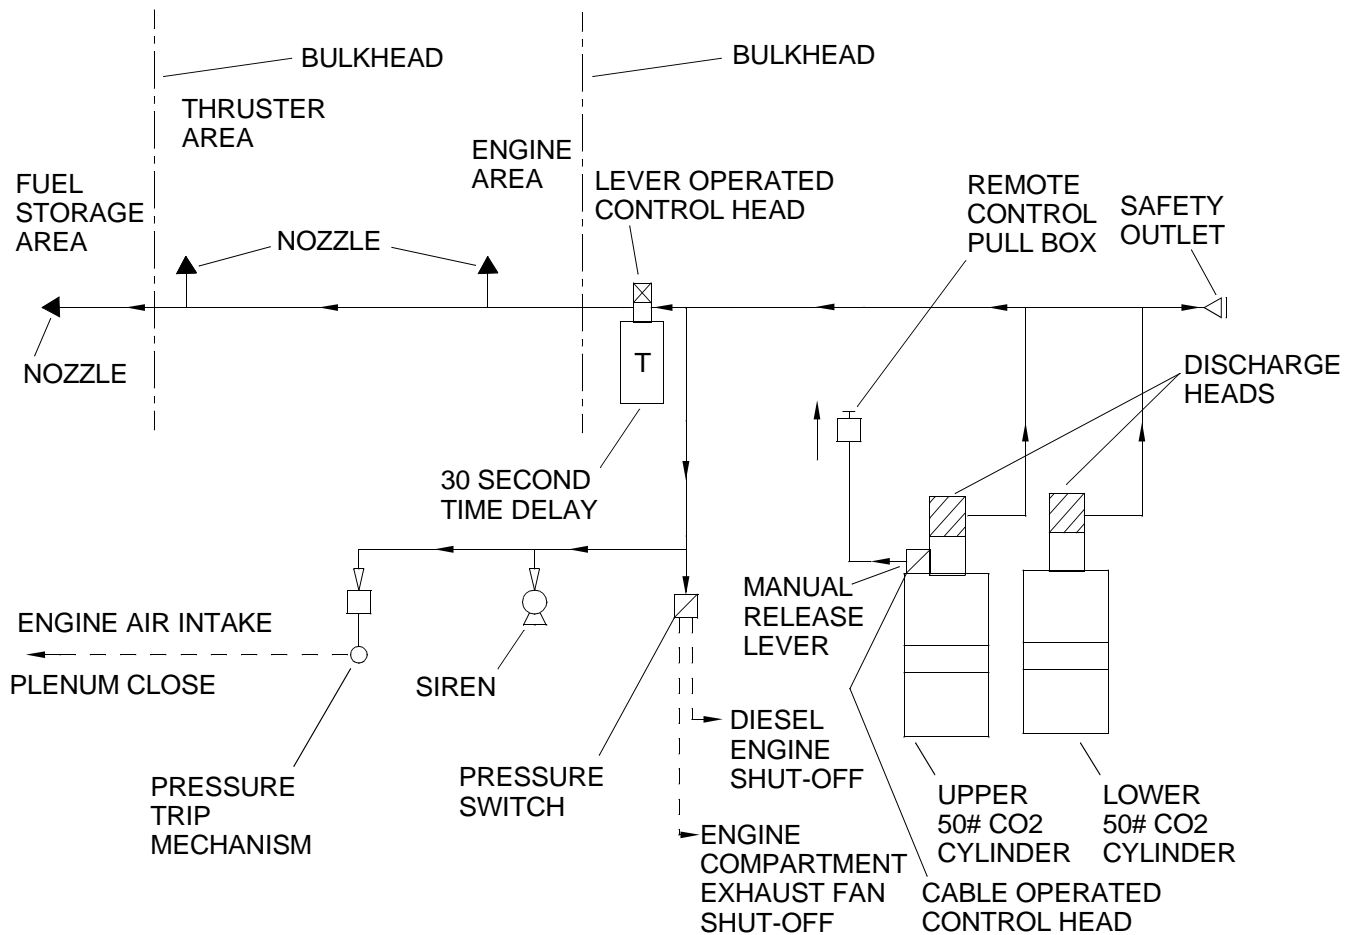 BULKHEAD
BULKHEAD
THRUSTER
AREA
ENGINE
AREA
FUEL
STORAGE
AREA
LEVER OPERATED
CONTROL HEAD
REMOTE
CONTROL
PULL BOX
SAFETY
OUTLET
NOZZLE
NOZZLE
T
DISCHARGE
HEADS
30 SECOND
TIME DELAY
MANUAL
RELEASE
LEVER
ENGINE AIR INTAKE
PLENUM CLOSE
SIREN
DIESEL
ENGINE
SHUT-OFF
PRESSURE
TRIP
MECHANISM
PRESSURE
SWITCH
UPPER
50# CO2
CYLINDER
LOWER
50# CO2
CYLINDER
ENGINE
COMPARTMENT
EXHAUST FAN
SHUT-OFF
CABLE OPERATED
CONTROL HEAD